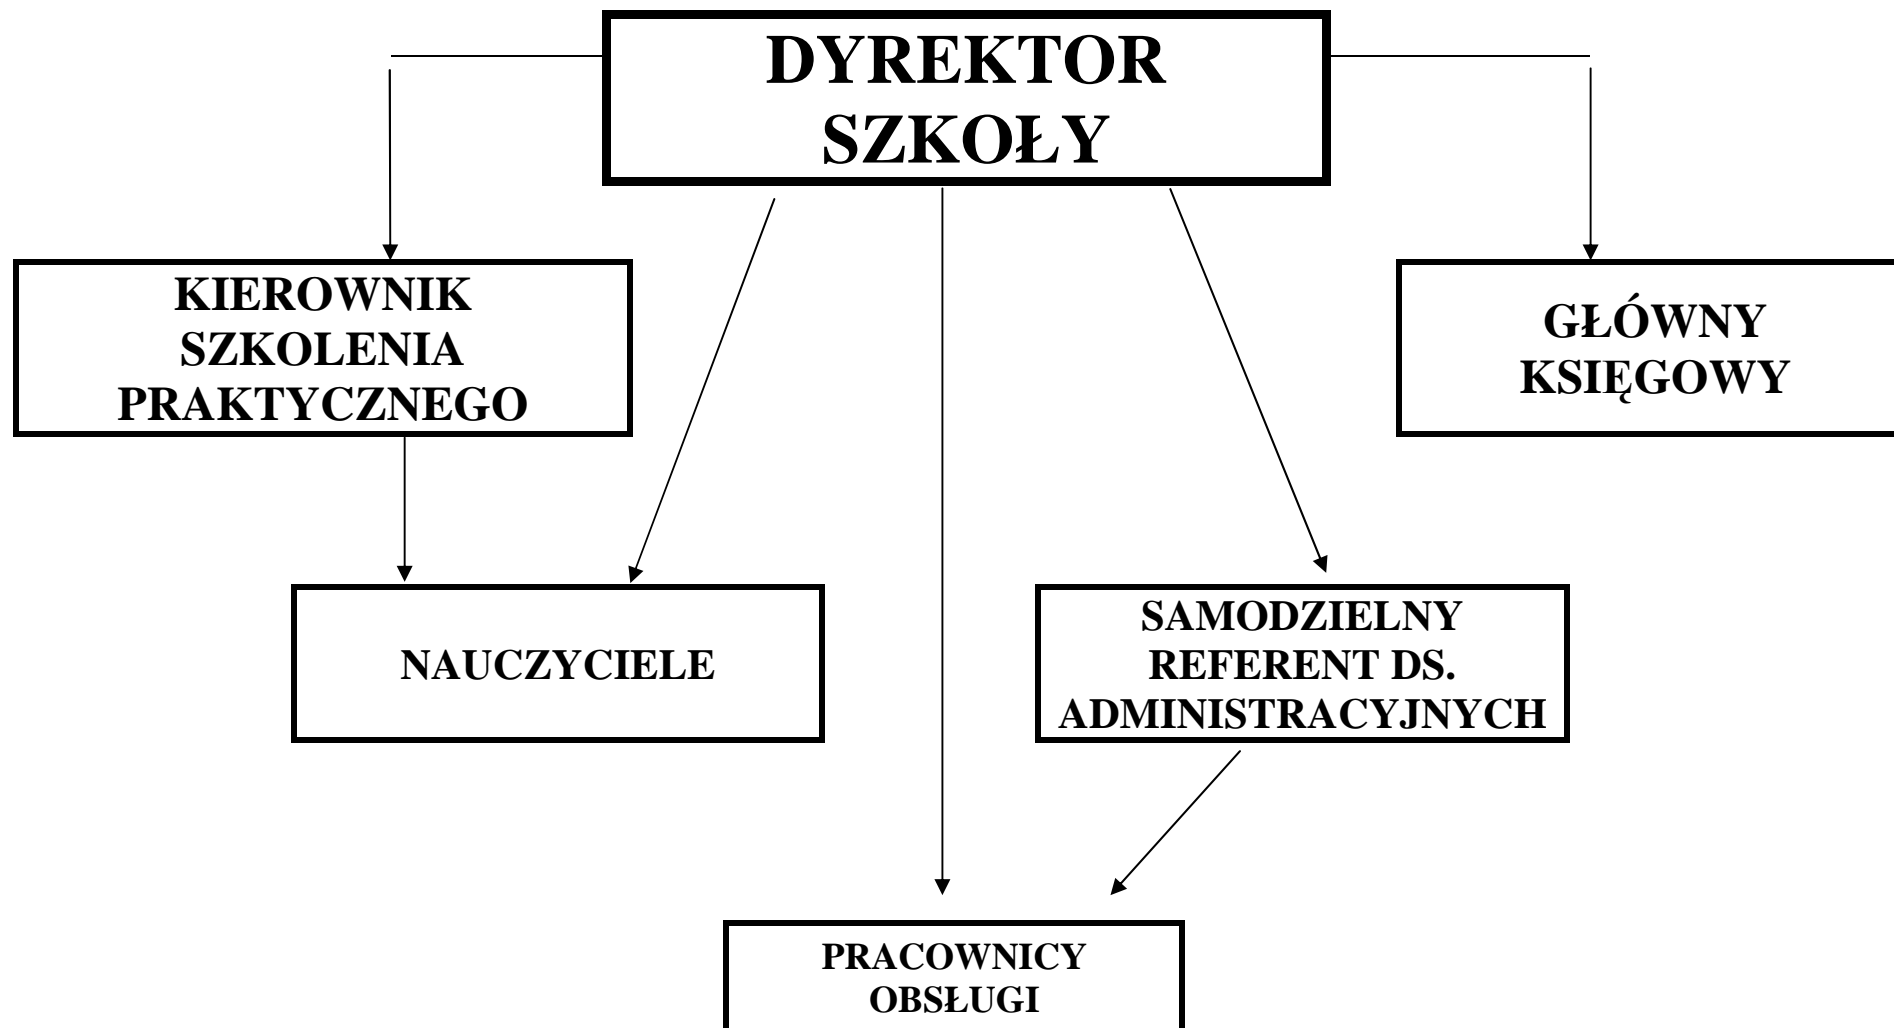 DYREKTOR
SZKOŁY
KIEROWNIK
SZKOLENIA
PRAKTYCZNEGO
GŁÓWNY
KSIĘGOWY
NAUCZYCIELE
SAMODZIELNY
REFERENT DS.
ADMINISTRACYJNYCH
PRACOWNICY
OBSŁUGI